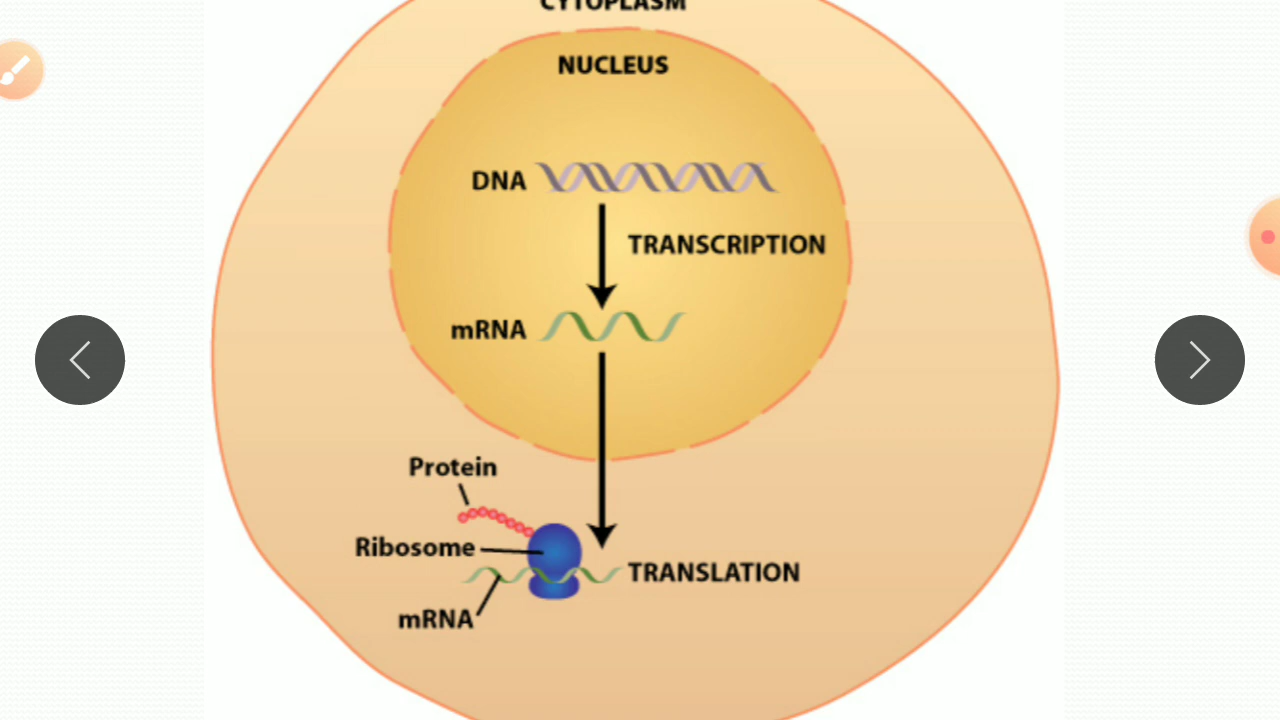 CYTOPLASM
NUCLEUS
DNA
TRANSCRIPTION
mRNA
Protein
Ribosome
TRANSLATION
mRNA